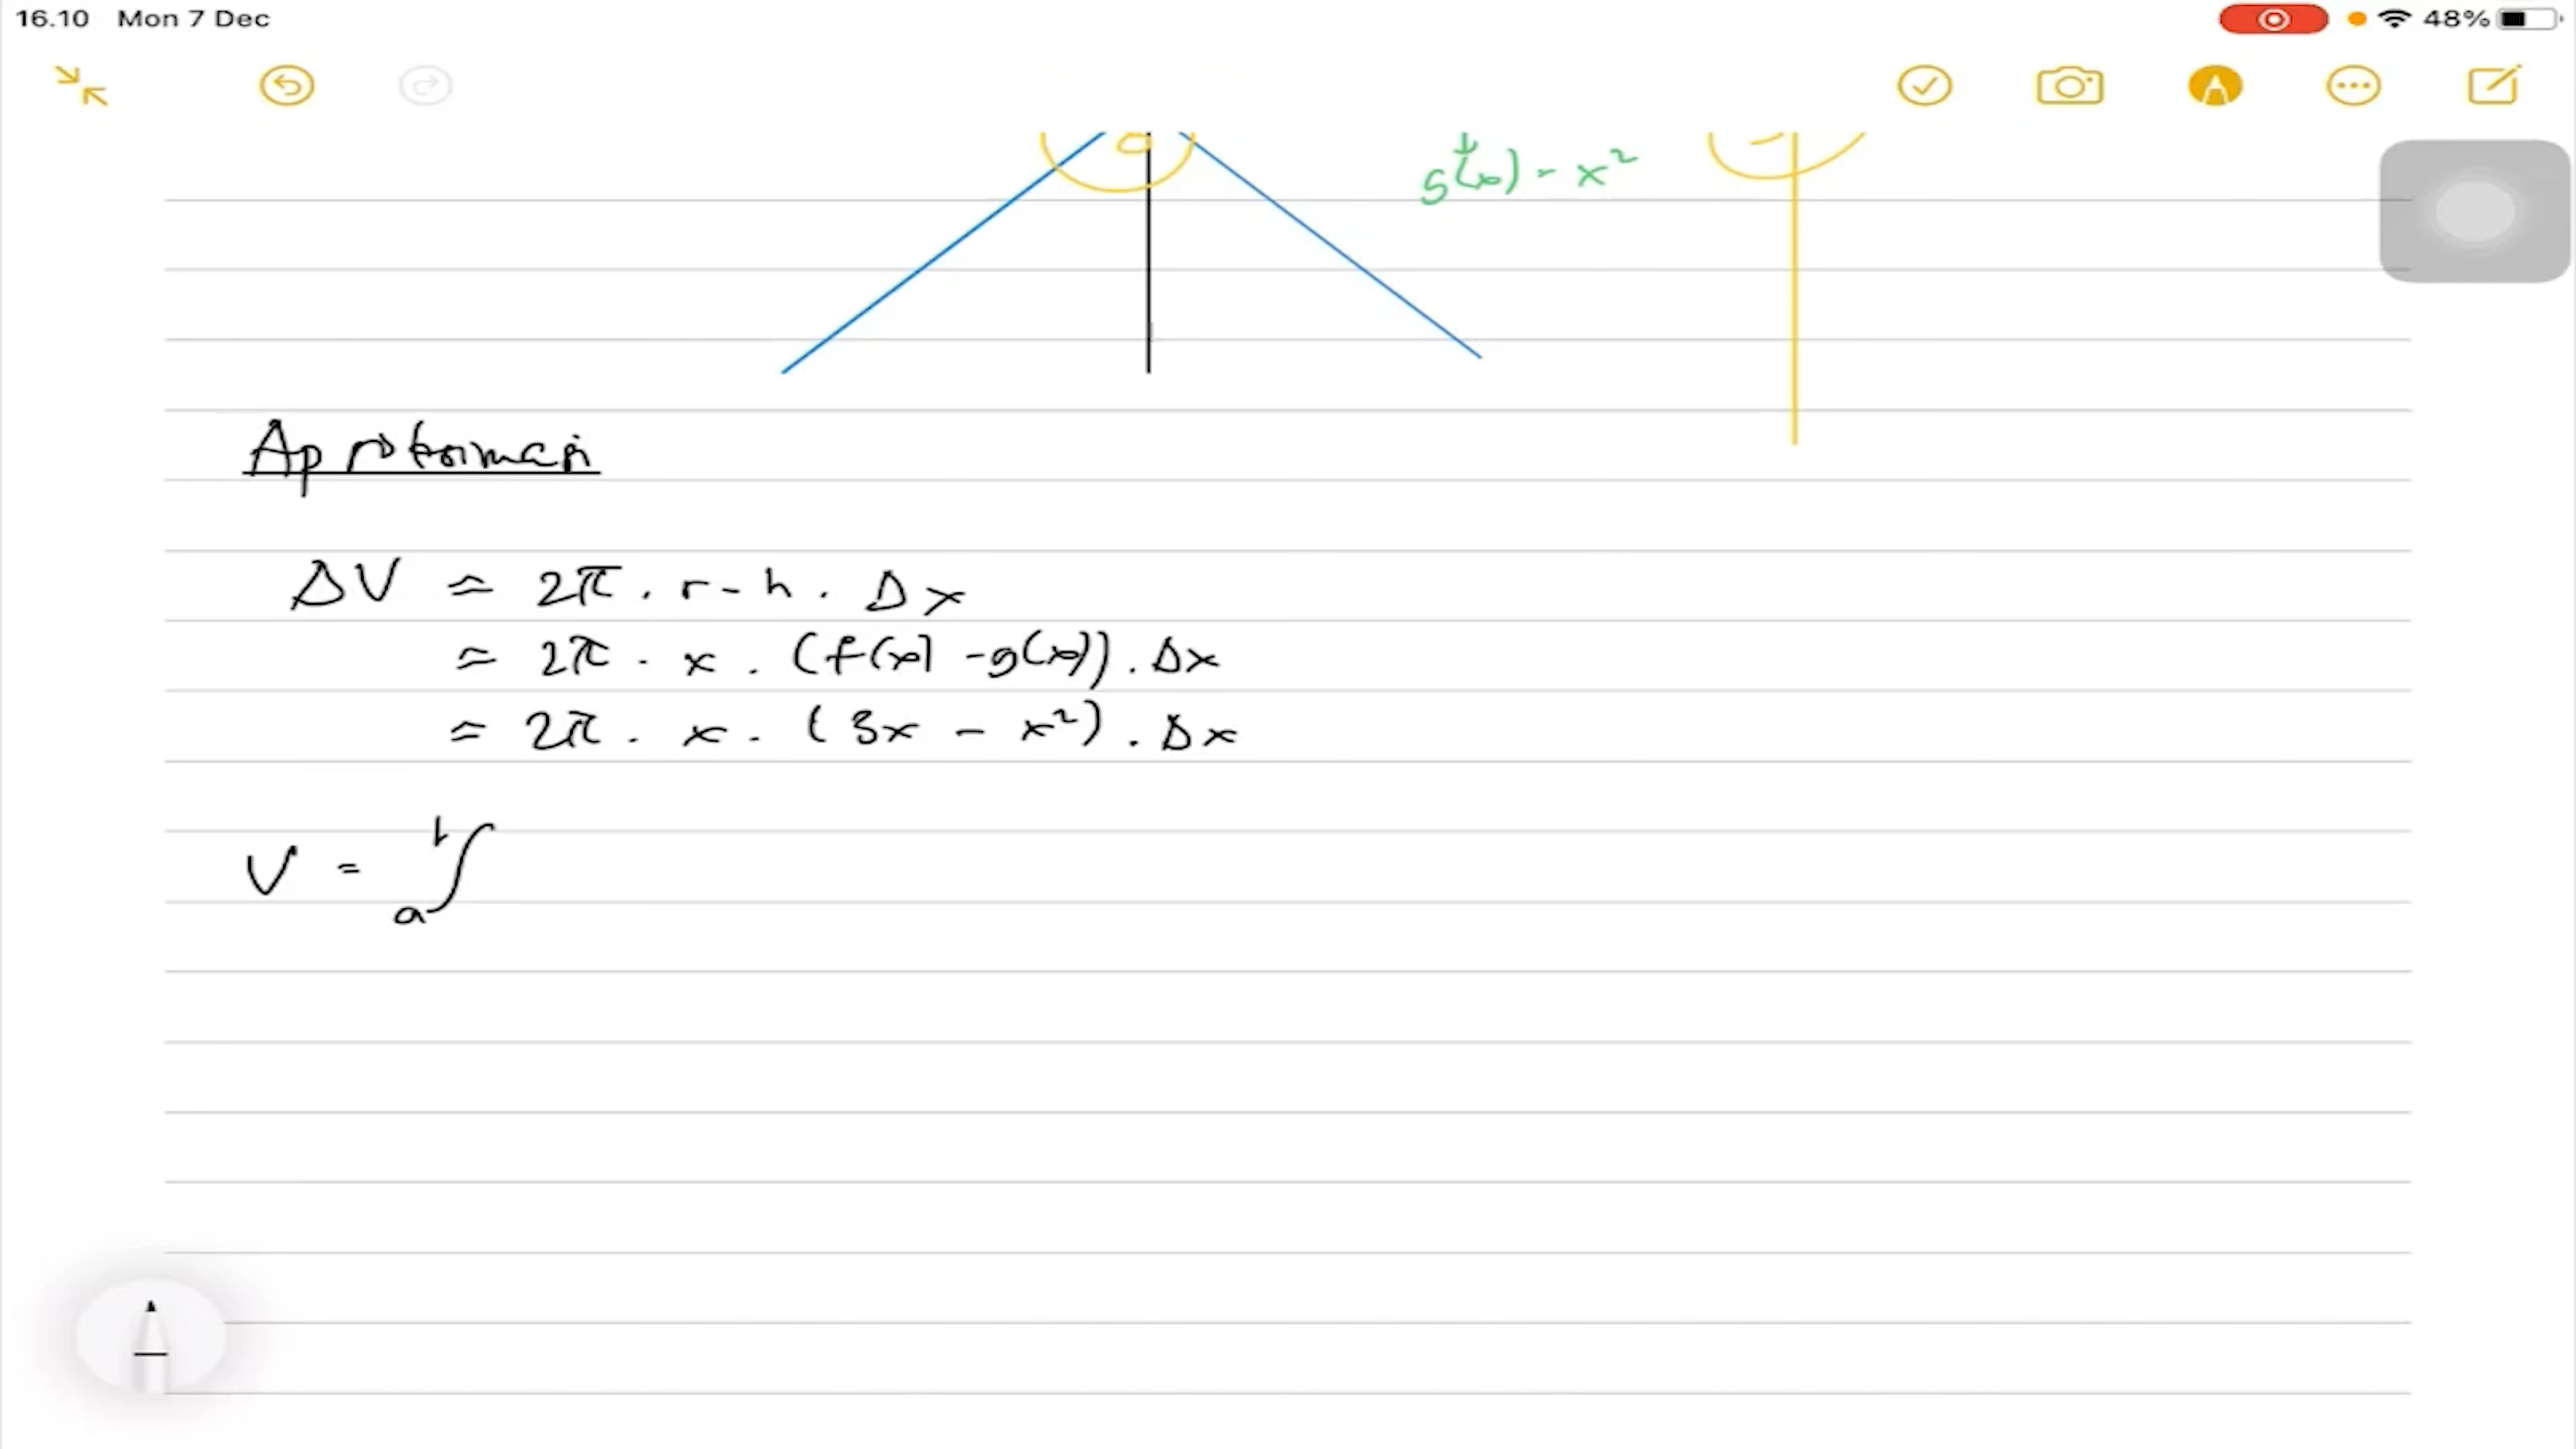 16.10 Mon 7 Dec 48%
g(x) = x²
Aproksimasi
ΔV ≈ 2π . r - h . Δx
≈ 2π . x . (f(x) - g(x)) . Δx
≈ 2π . x . (3x - x²) . Δx
V = a∫b